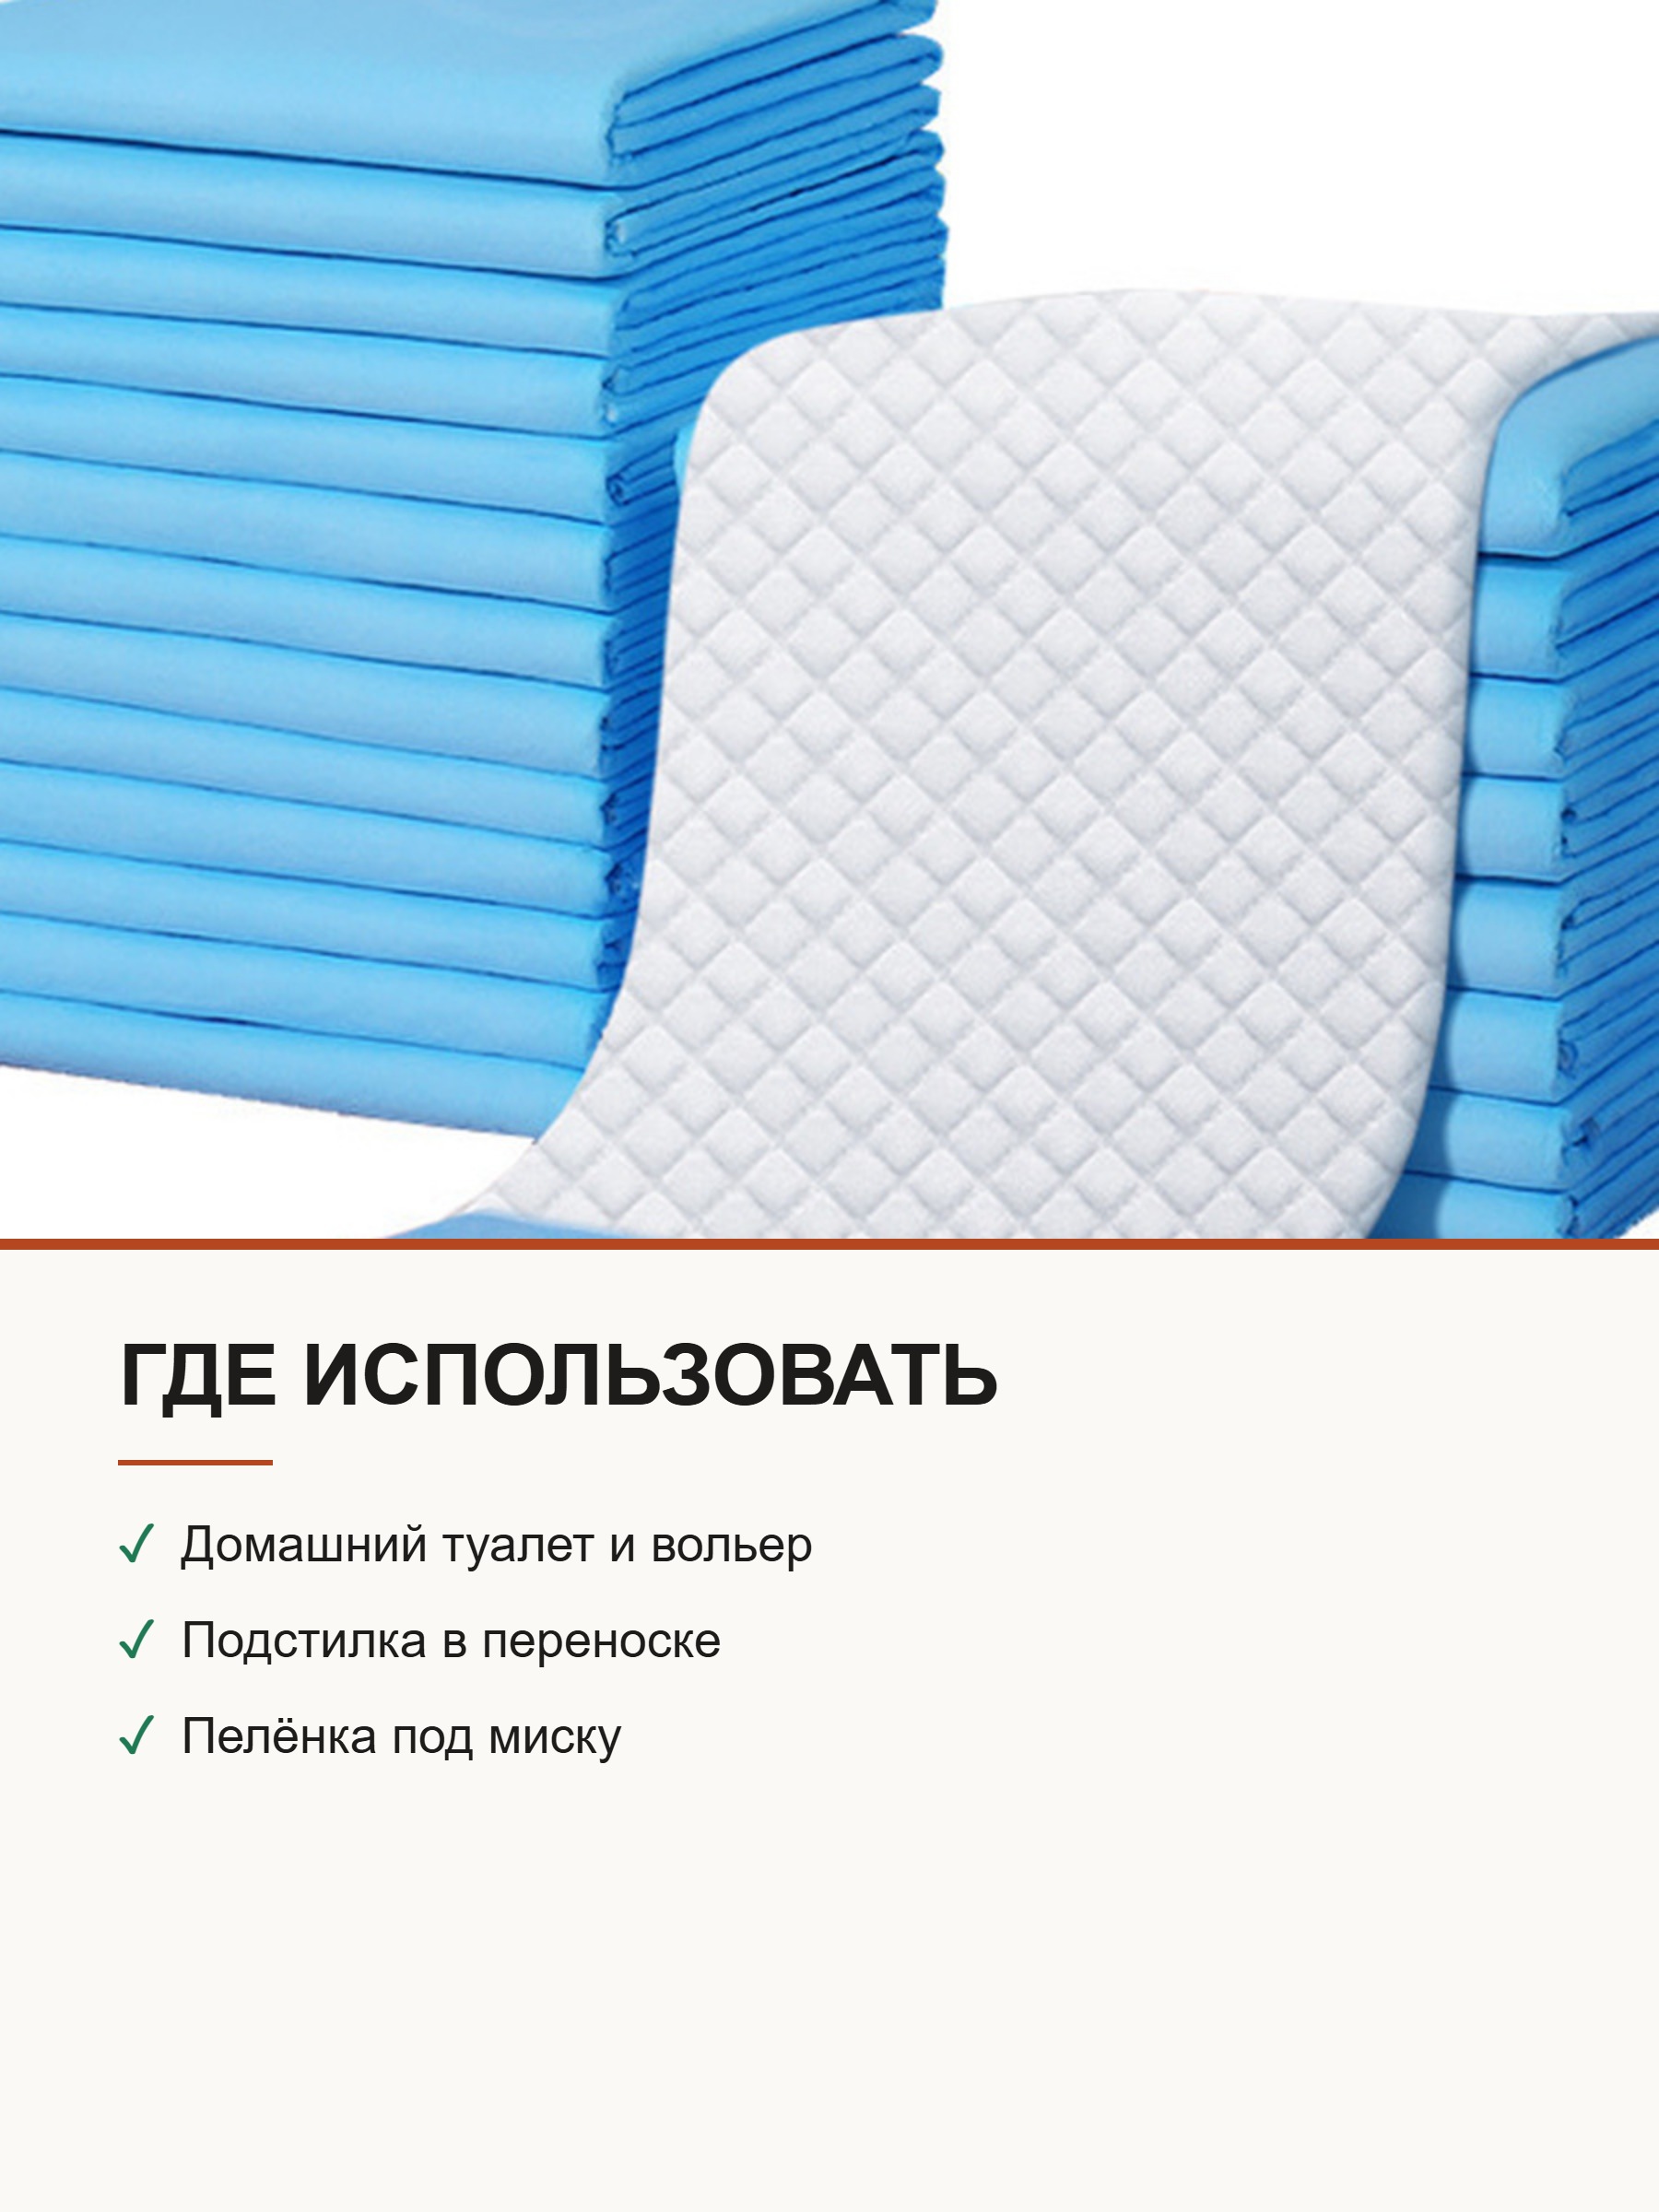 ГДЕ ИСПОЛЬЗОВАТЬ
Домашний туалет и вольер
Подстилка в переноске
Пелёнка под миску